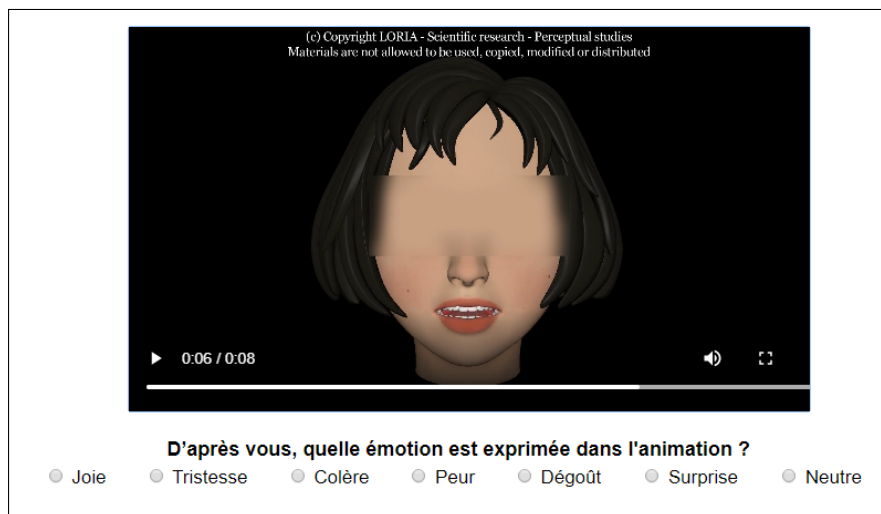 (c) Copyright LORIA - Scientific research - Perceptual studies
Materials are not allowed to be used, copied, modified or distributed
0:06 / 0:08
D'après vous, quelle émotion est exprimée dans l'animation ?
Joie Tristesse Colère Peur Dégoût Surprise Neutre